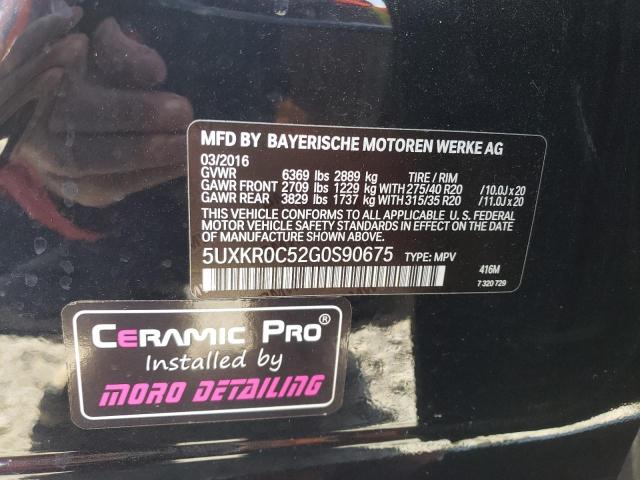 MFD BY BAYERISCHE MOTOREN WERKE AG
03/2016
GVWR 6369 lbs 2889 kg TIRE / RIM
GAWR FRONT 2709 lbs 1229 kg WITH 275/40 R20 /10.0J x 20
GAWR REAR 3829 lbs 1737 kg WITH 315/35 R20 /11.0J x 20
THIS VEHICLE CONFORMS TO ALL APPLICABLE U. S. FEDERAL
MOTOR VEHICLE SAFETY STANDARDS IN EFFECT ON THE DATE
OF MANUFACTURE SHOWN ABOVE.
5UXKR0C52G0S90675 TYPE: MPV
416M
7 320 729
CERAMIC PRO®
Installed by
MORO DETAILING